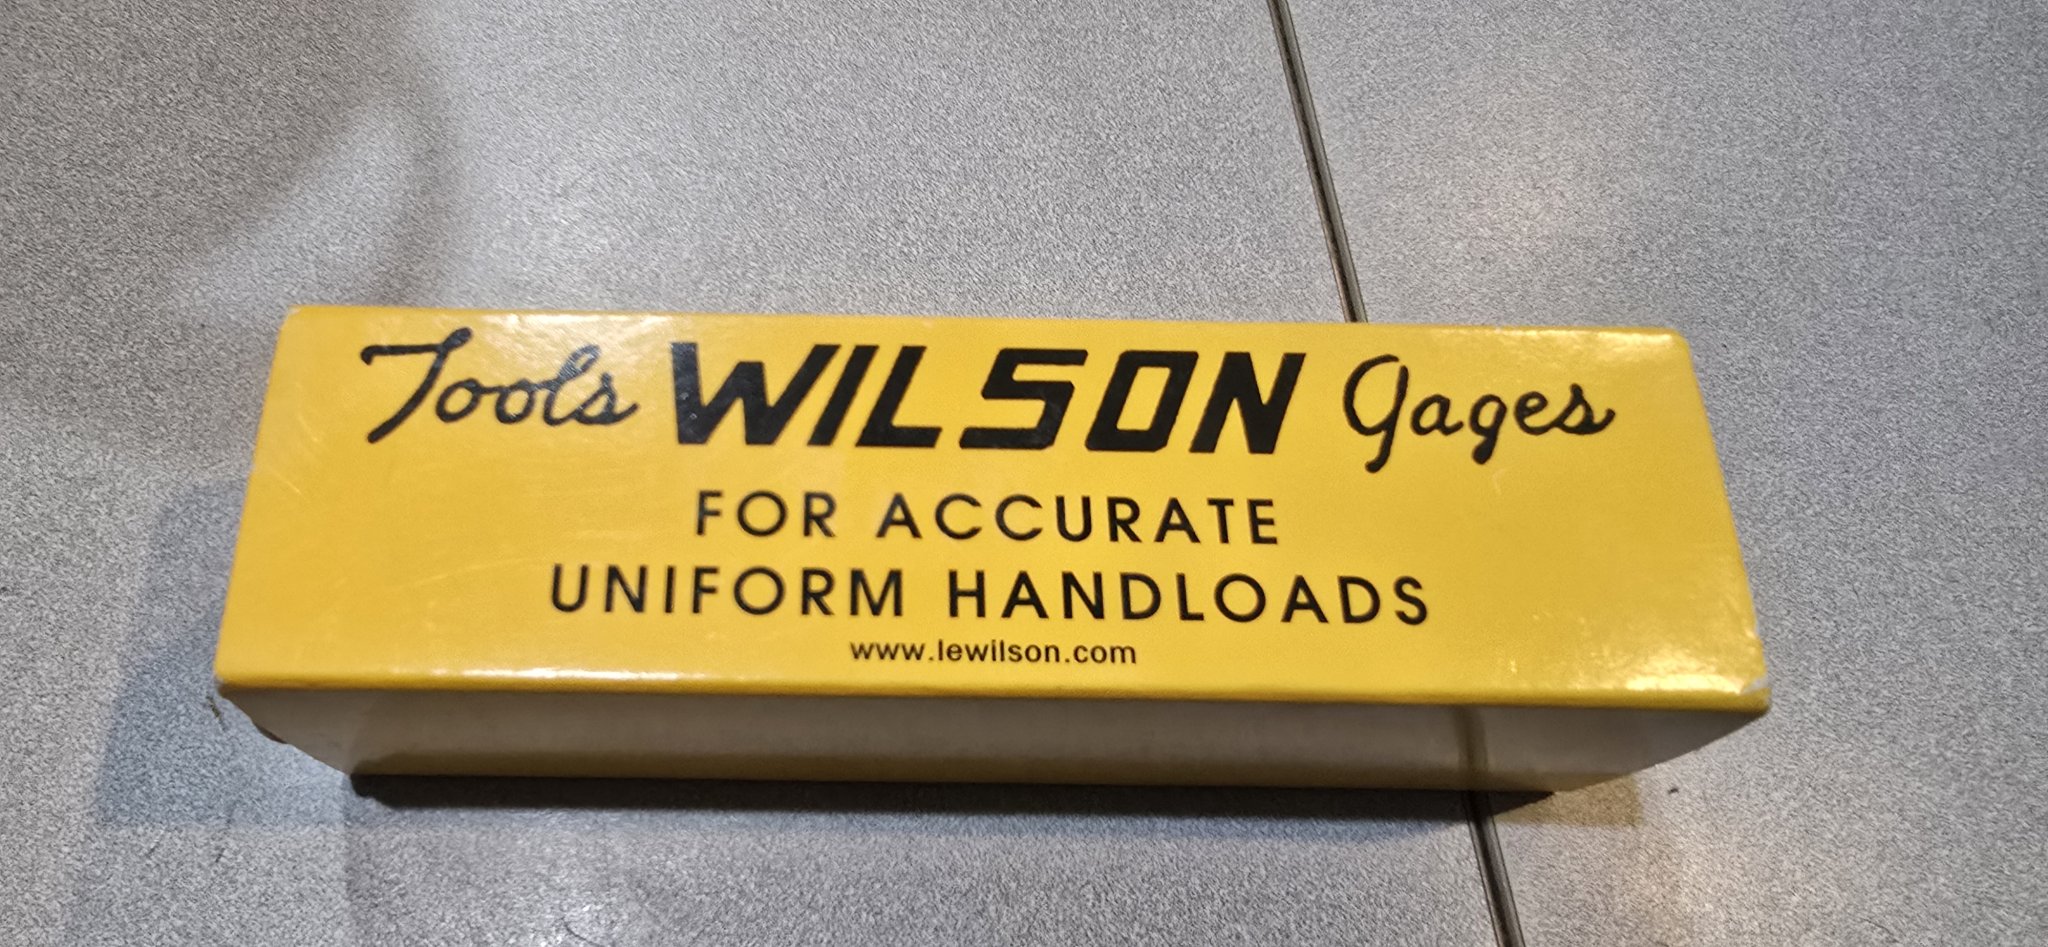 Tools WILSON Gages
FOR ACCURATE
UNIFORM HANDLOADS
www.lewilson.com